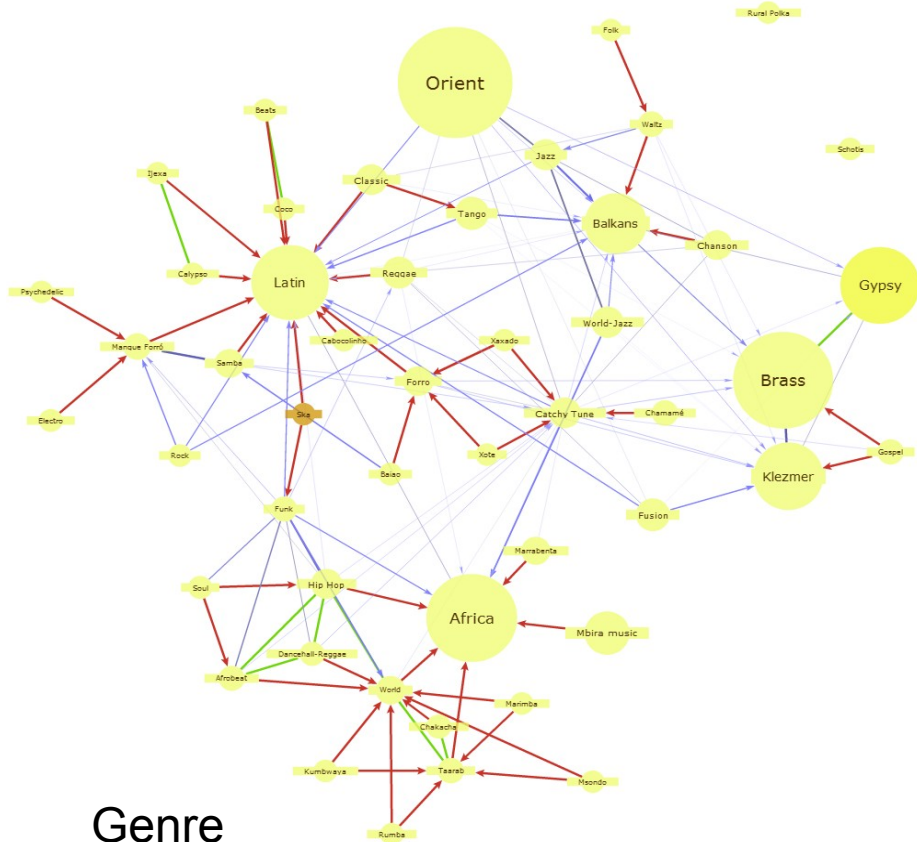 Rural Polka
Folk
Orient
Beats
Waltz
Schotis
Jazz
Ijexa
Classic
Coco
Tango
Balkans
Chanson
Calypso
Latin
Reggae
Gypsy
Psychedelic
World-Jazz
Manque Forró
Cabocolinho
Xaxado
Samba
Forro
Brass
Electro
Ska
Catchy Tune
Chamamé
Rock
Baiao
Xote
Gospel
Klezmer
Funk
Fusion
Marrabenta
Soul
Hip Hop
Africa
Mbira music
Dancehall-Reggae
Afrobeat
World
Marimba
Chakacha
Kumbwaya
Taarab
Msondo
Rumba
Genre